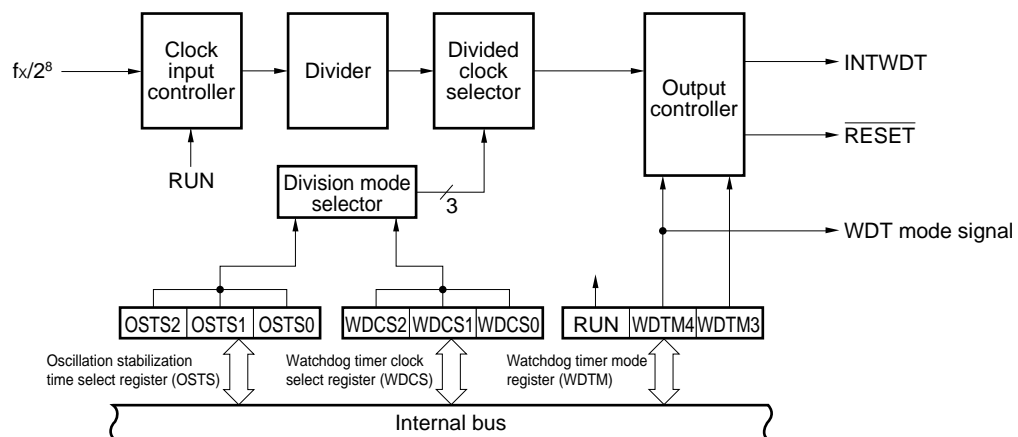 fx/2⁸
Clock
input
controller
Divider
Divided
clock
selector
Output
controller
INTWDT
RESET
RUN
Division mode
selector
3
WDT mode signal
OSTS2 OSTS1 OSTS0
WDCS2 WDCS1 WDCS0
RUN WDTM4 WDTM3
Oscillation stabilization
time select register (OSTS)
Watchdog timer clock
select register (WDCS)
Watchdog timer mode
register (WDTM)
Internal bus